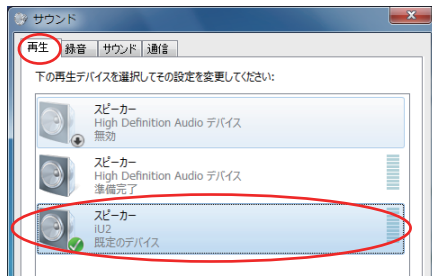 サウンド
再生 録音 サウンド 通信
下の再生デバイスを選択してその設定を変更してください:
スピーカー
High Definition Audio デバイス
無効
スピーカー
High Definition Audio デバイス
準備完了
スピーカー
iU2
既定のデバイス